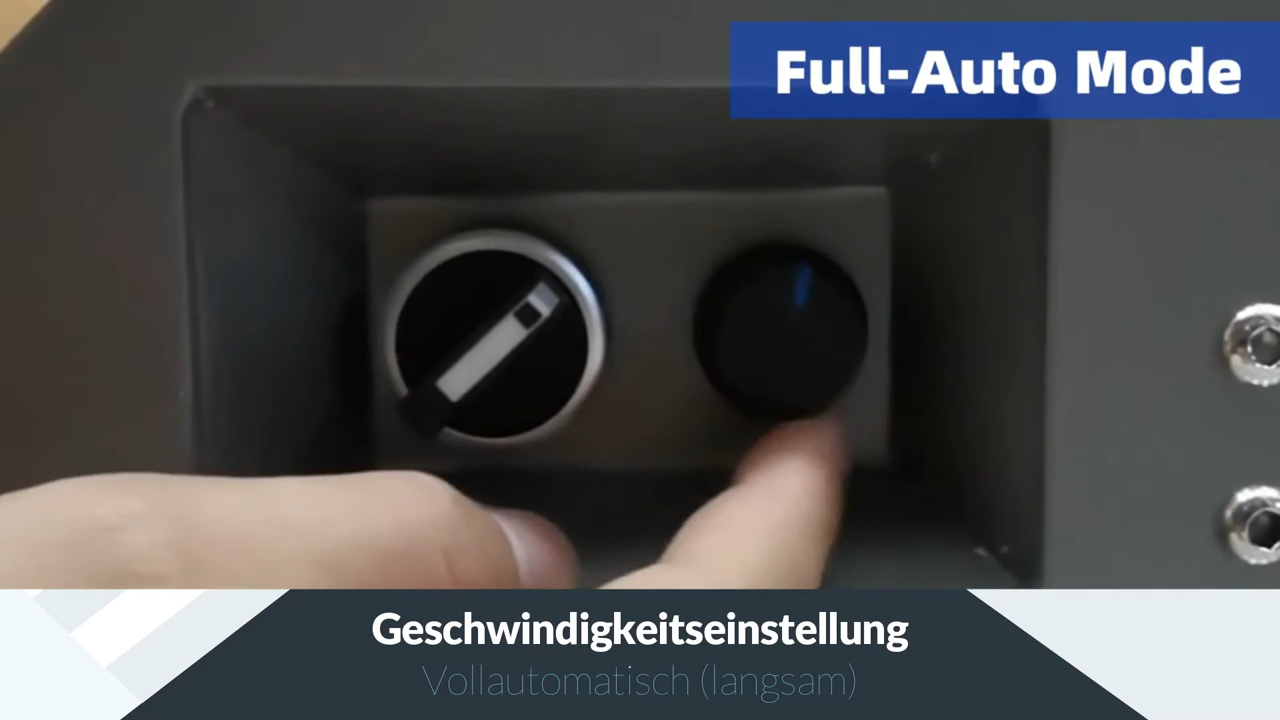 Full-Auto Mode
Geschwindigkeitseinstellung
Vollautomatisch (langsam)